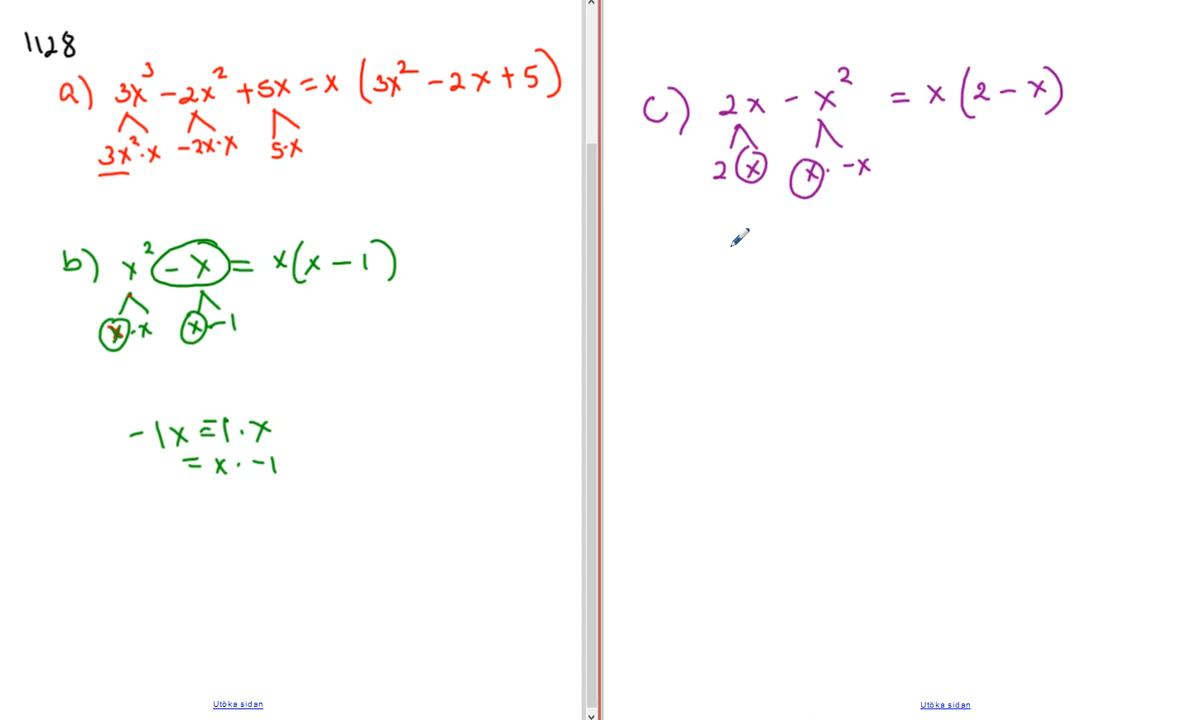 1128
a) 3x³ - 2x² + 5x = x (3x² - 2x + 5)
3x²·x -2x·x 5·x
b) x² - x = x(x - 1)
x·x x·-1
-1x = 1·x
= x·-1
Utöka sidan
c) 2x - x² = x(2 - x)
2 x x·-x
Utöka sidan